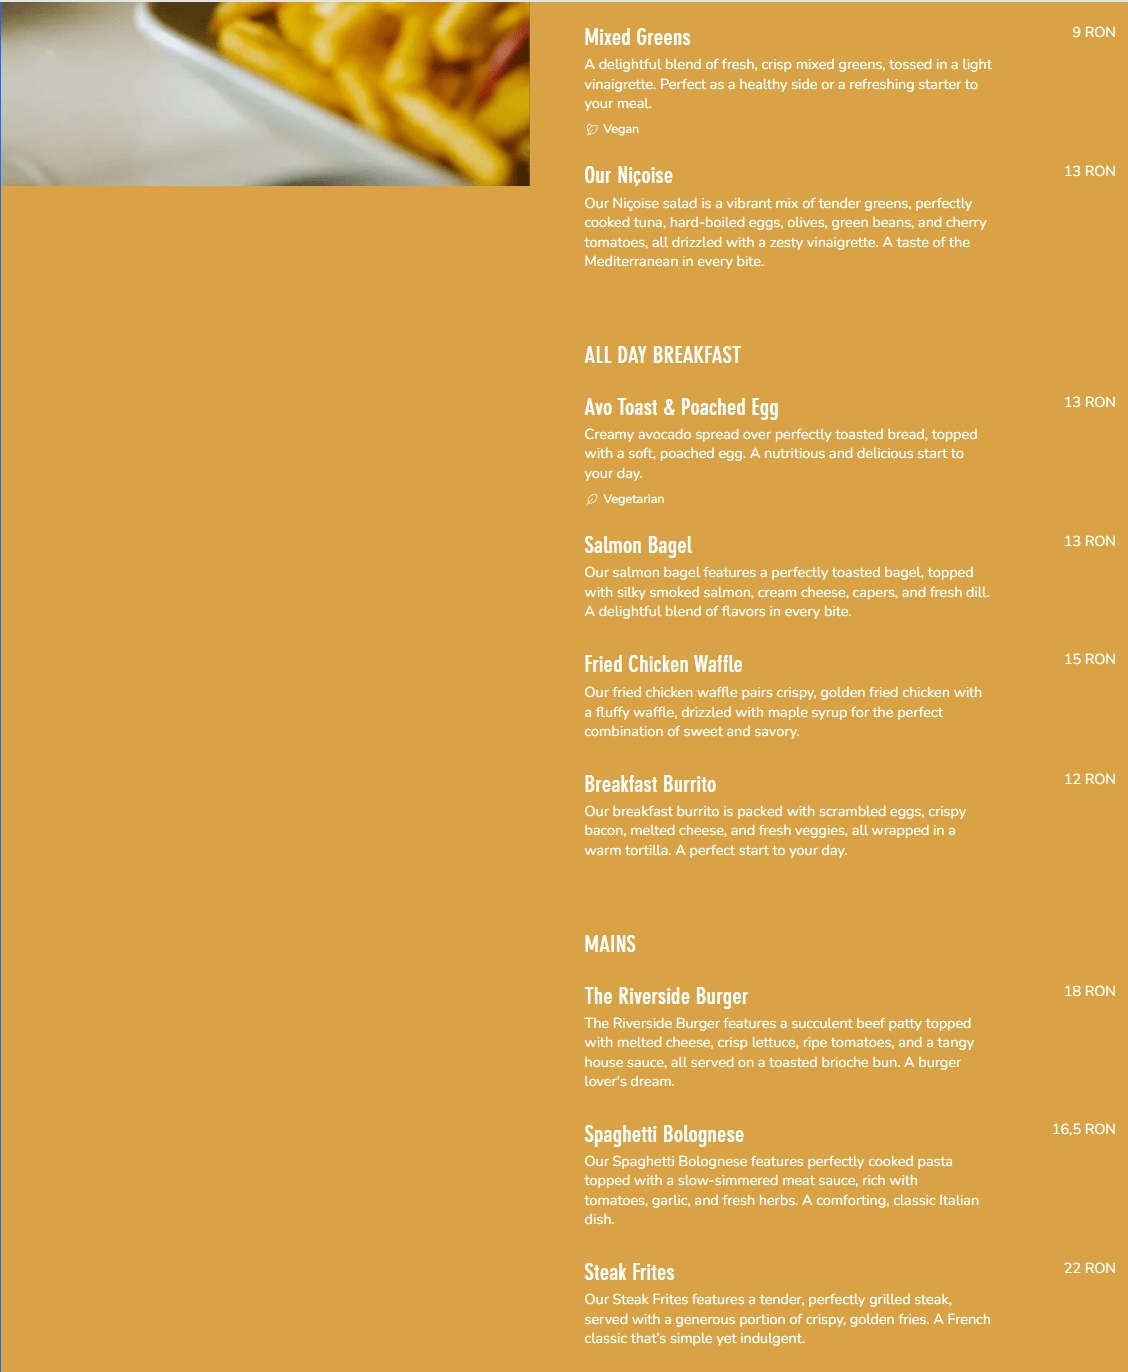 Mixed Greens
9 RON
A delightful blend of fresh, crisp mixed greens, tossed in a light
vinaigrette. Perfect as a healthy side or a refreshing starter to
your meal.
Vegan
Our Niçoise
13 RON
Our Niçoise salad is a vibrant mix of tender greens, perfectly
cooked tuna, hard-boiled eggs, olives, green beans, and cherry
tomatoes, all drizzled with a zesty vinaigrette. A taste of the
Mediterranean in every bite.
ALL DAY BREAKFAST
Avo Toast & Poached Egg
13 RON
Creamy avocado spread over perfectly toasted bread, topped
with a soft, poached egg. A nutritious and delicious start to
your day.
Vegetarian
Salmon Bagel
13 RON
Our salmon bagel features a perfectly toasted bagel, topped
with silky smoked salmon, cream cheese, capers, and fresh dill.
A delightful blend of flavors in every bite.
Fried Chicken Waffle
15 RON
Our fried chicken waffle pairs crispy, golden fried chicken with
a fluffy waffle, drizzled with maple syrup for the perfect
combination of sweet and savory.
Breakfast Burrito
12 RON
Our breakfast burrito is packed with scrambled eggs, crispy
bacon, melted cheese, and fresh veggies, all wrapped in a
warm tortilla. A perfect start to your day.
MAINS
The Riverside Burger
18 RON
The Riverside Burger features a succulent beef patty topped
with melted cheese, crisp lettuce, ripe tomatoes, and a tangy
house sauce, all served on a toasted brioche bun. A burger
lover's dream.
Spaghetti Bolognese
16,5 RON
Our Spaghetti Bolognese features perfectly cooked pasta
topped with a slow-simmered meat sauce, rich with
tomatoes, garlic, and fresh herbs. A comforting, classic Italian
dish.
Steak Frites
22 RON
Our Steak Frites features a tender, perfectly grilled steak,
served with a generous portion of crispy, golden fries. A French
classic that's simple yet indulgent.